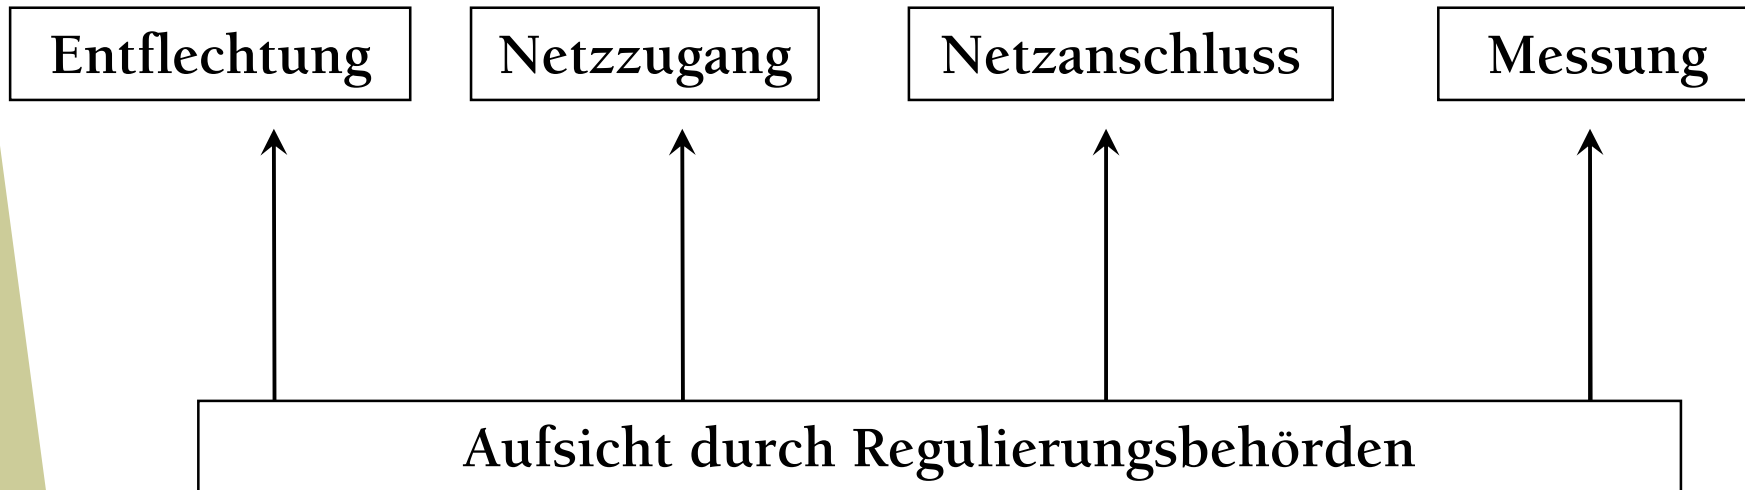 Entflechtung
Netzzugang
Netzanschluss
Messung
Aufsicht durch Regulierungsbehörden